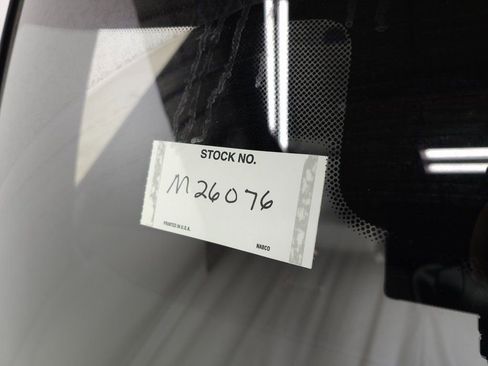 STOCK NO.
M26076
PRINTED IN U.S.A.
NABCO